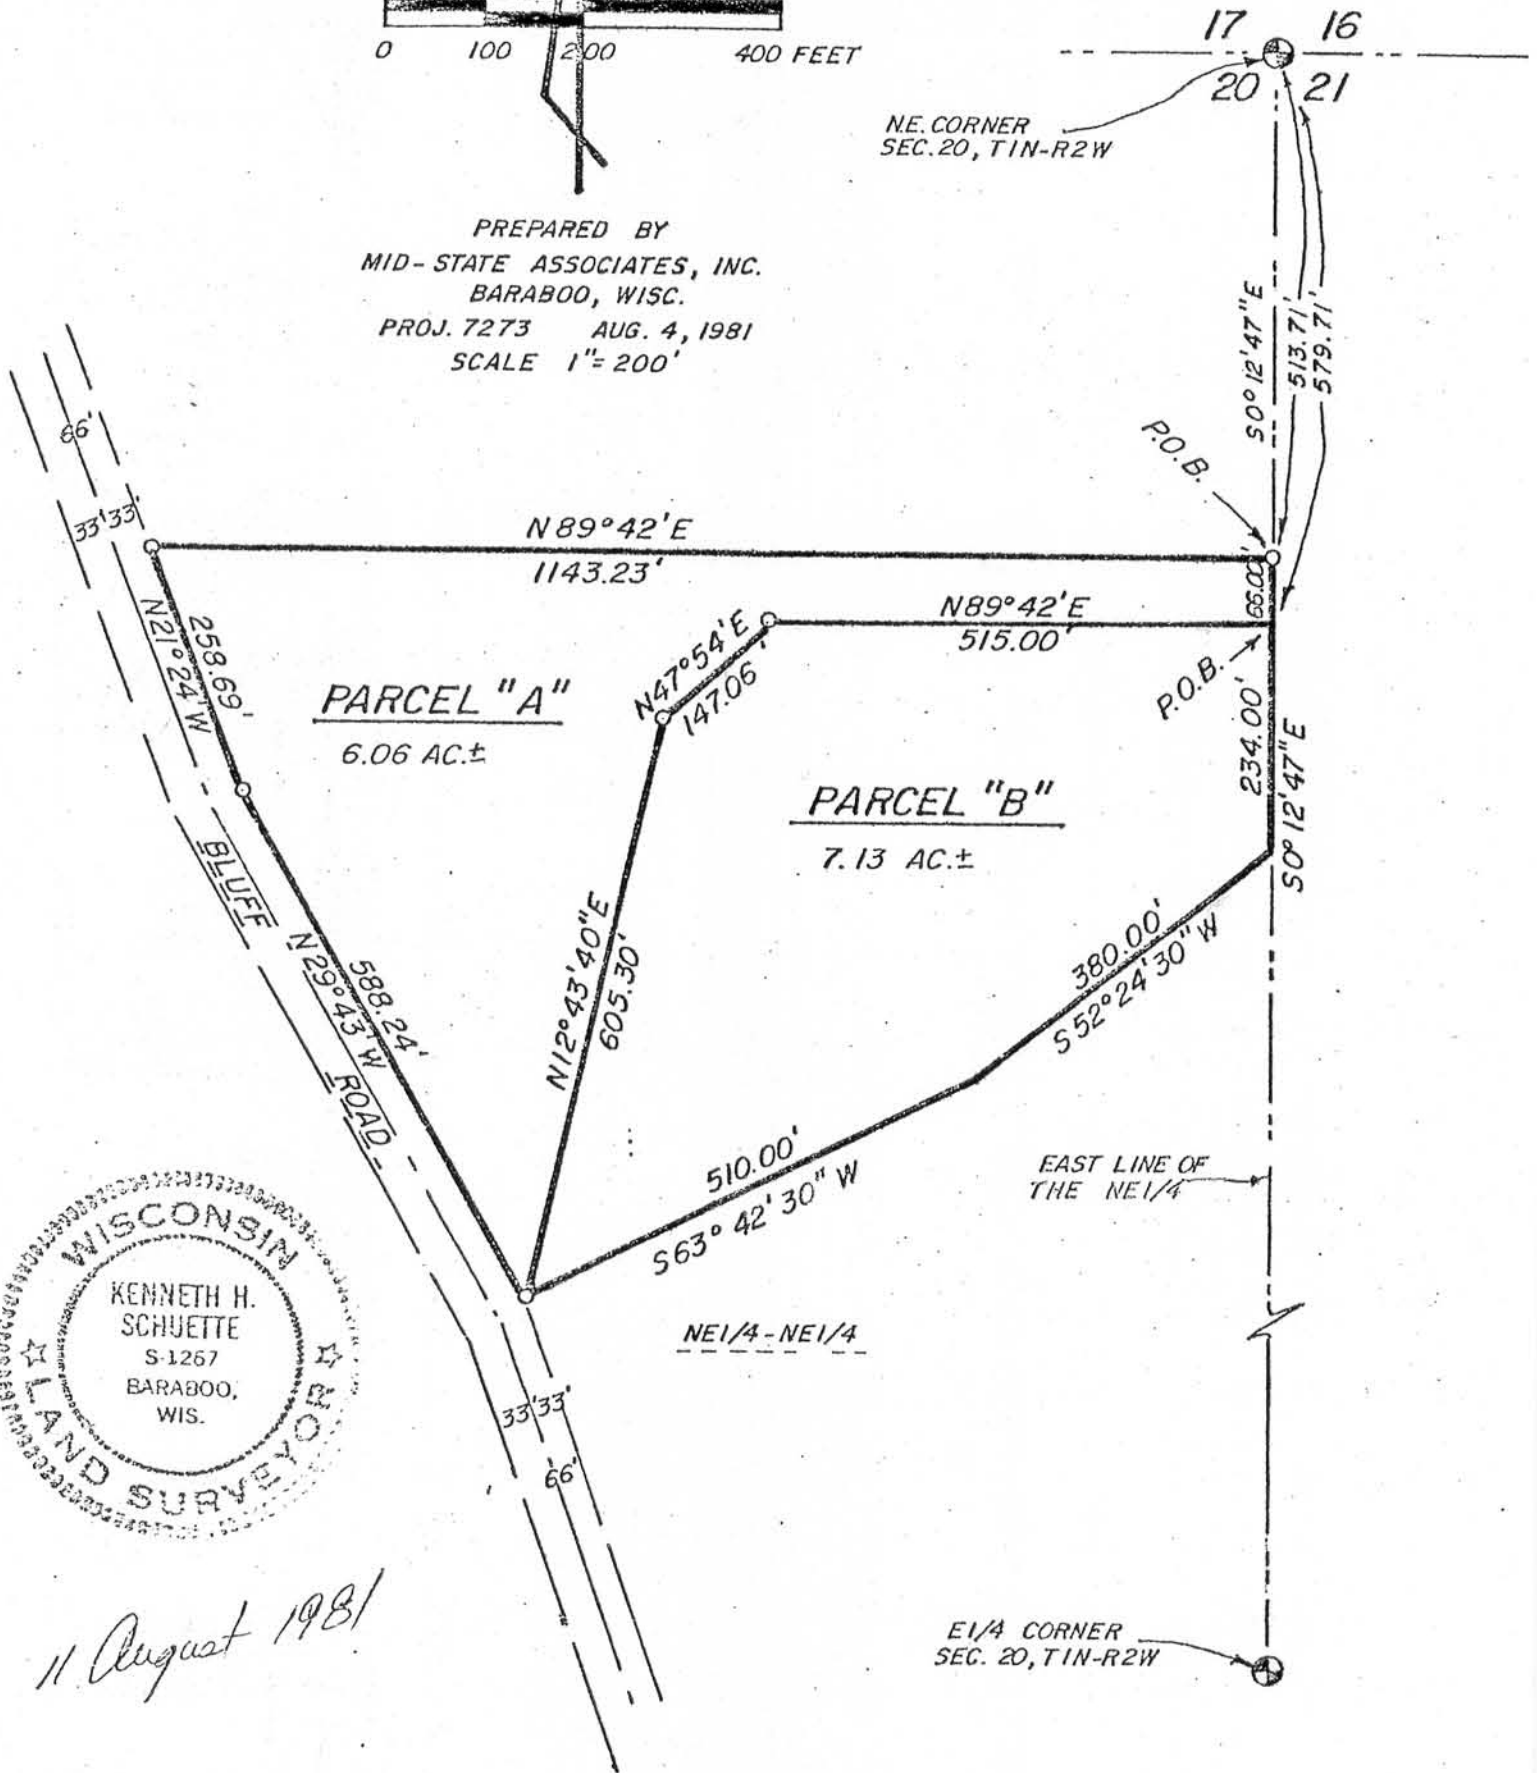 0 100 200 400 FEET
17 16
20 21
N.E. CORNER
SEC. 20, T1N-R2W
PREPARED BY
MID-STATE ASSOCIATES, INC.
BARABOO, WISC.
PROJ. 7273 AUG. 4, 1981
SCALE 1"=200'
S0°12'47"E
513.71'
579.71'
66'
33' 33'
P.O.B.
N89°42'E
1143.23'
66.00'
N89°42'E
515.00'
P.O.B.
N47°54'E
147.06'
258.69'
N21°24'W
PARCEL "A"
6.06 AC.±
234.00'
S0°12'47"E
PARCEL "B"
7.13 AC.±
BLUFF ROAD
588.24'
N29°43'W
N12°43'40"E
605.30'
380.00'
S52°24'30"W
510.00'
S63°42'30"W
EAST LINE OF
THE NE1/4
WISCONSIN
KENNETH H.
SCHUETTE
S-1267
BARABOO,
WIS.
LAND SURVEYOR
NE1/4-NE1/4
33' 33'
66'
11 August 1981
E1/4 CORNER
SEC. 20, T1N-R2W